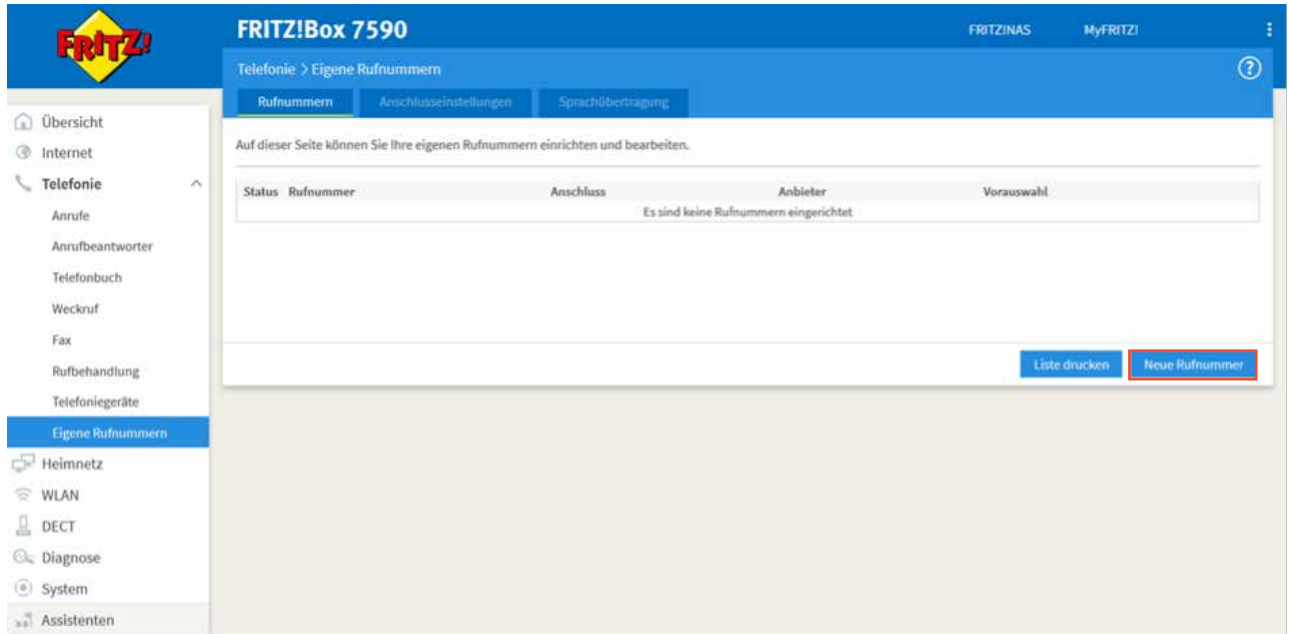 FRITZ!
FRITZ!Box 7590
FRITZ!NAS
MyFRITZ!
Telefonie > Eigene Rufnummern
?
Rufnummern
Anschlusseinstellungen
Sprachübertragung
Auf dieser Seite können Sie Ihre eigenen Rufnummern einrichten und bearbeiten.
Status Rufnummer Anschluss Anbieter Vorauswahl
Es sind keine Rufnummern eingerichtet
Liste drucken
Neue Rufnummer
Übersicht
Internet
Telefonie
Anrufe
Anrufbeantworter
Telefonbuch
Weckruf
Fax
Rufbehandlung
Telefoniegeräte
Eigene Rufnummern
Heimnetz
WLAN
DECT
Diagnose
System
Assistenten